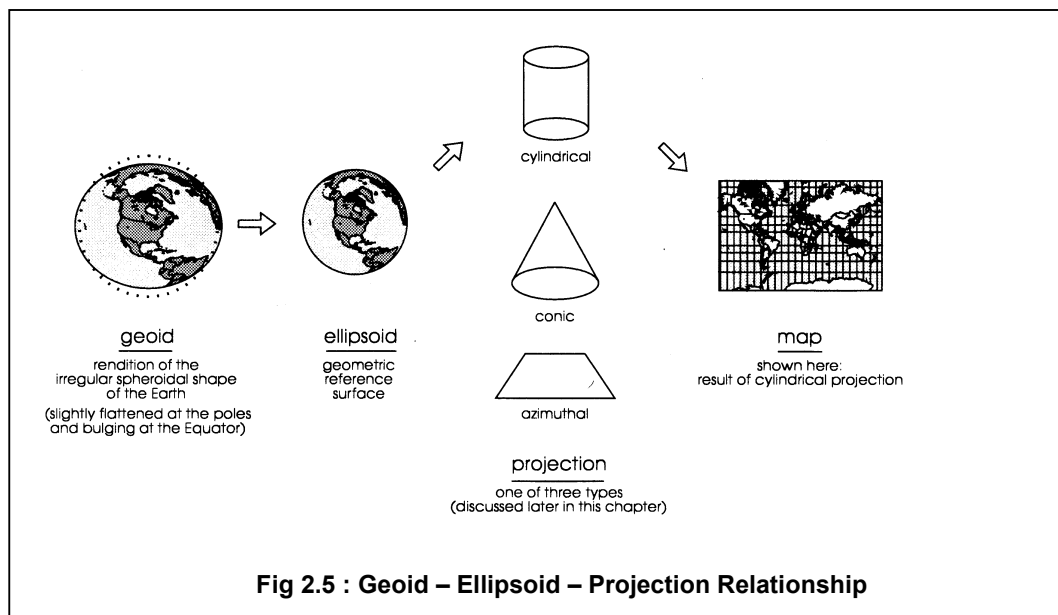 geoid
rendition of the
irregular spheroidal shape
of the Earth
(slightly flattened at the poles
and bulging at the Equator)
ellipsoid
geometric
reference
surface
cylindrical
conic
azimuthal
projection
one of three types
(discussed later in this chapter)
map
shown here:
result of cylindrical projection
Fig 2.5 : Geoid – Ellipsoid – Projection Relationship